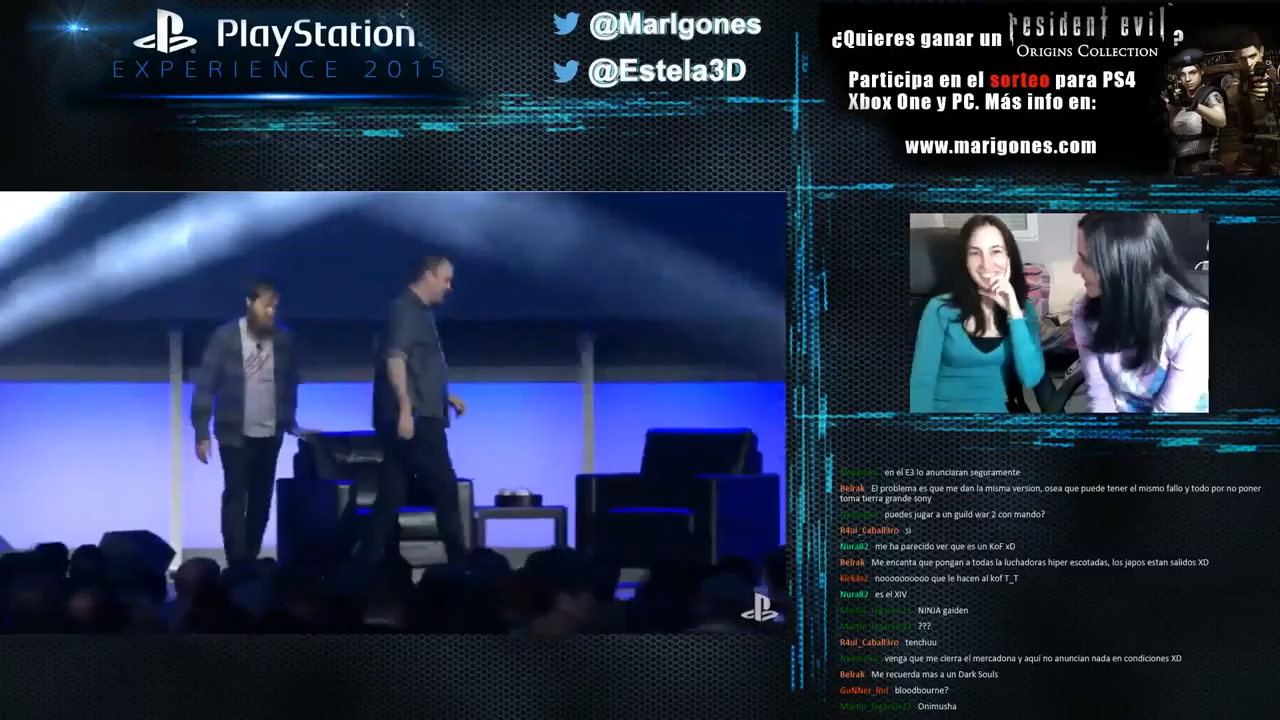 PlayStation
EXPERIENCE 2015
@MarIgones
@Estela3D
¿Quieres ganar un resident evil ?
ORIGINS COLLECTION
Participa en el sorteo para PS4
Xbox One y PC. Más info en:
www.marigones.com
en el E3 lo anunciaran seguramente
Belrak El problema es que me dan la misma version, osea que puede tener el mismo fallo y todo por no poner
toma tierra grande sony
puedes jugar a un guild war 2 con mando?
R4ul_Caball3ro si
Nura82 me ha parecido ver que es un KoF xD
Belrak Me encanta que pongan a todas la luchadoras hiper escotadas, los japos estan salidos XD
kick4s2 nooooooooo que le hacen al kof T_T
Nura82 es el XIV
Martin_logarius23 NINJA gaiden
Martin_logarius23 ???
R4ul_Caball3ro tenchuu
venga que me cierra el mercadona y aquí no anuncian nada en condiciones XD
Belrak Me recuerda mas a un Dark Souls
bloodbourne?
Martin_logarius23 Onimusha